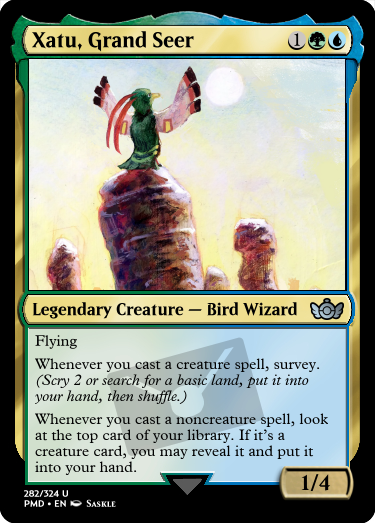 Xatu, Grand Seer 1
Legendary Creature — Bird Wizard
Flying
Whenever you cast a creature spell, survey.
(Scry 2 or search for a basic land, put it into
your hand, then shuffle.)
Whenever you cast a noncreature spell, look
at the top card of your library. If it's a
creature card, you may reveal it and put it
into your hand.
1/4
282/324 U
PMD • EN Saskle